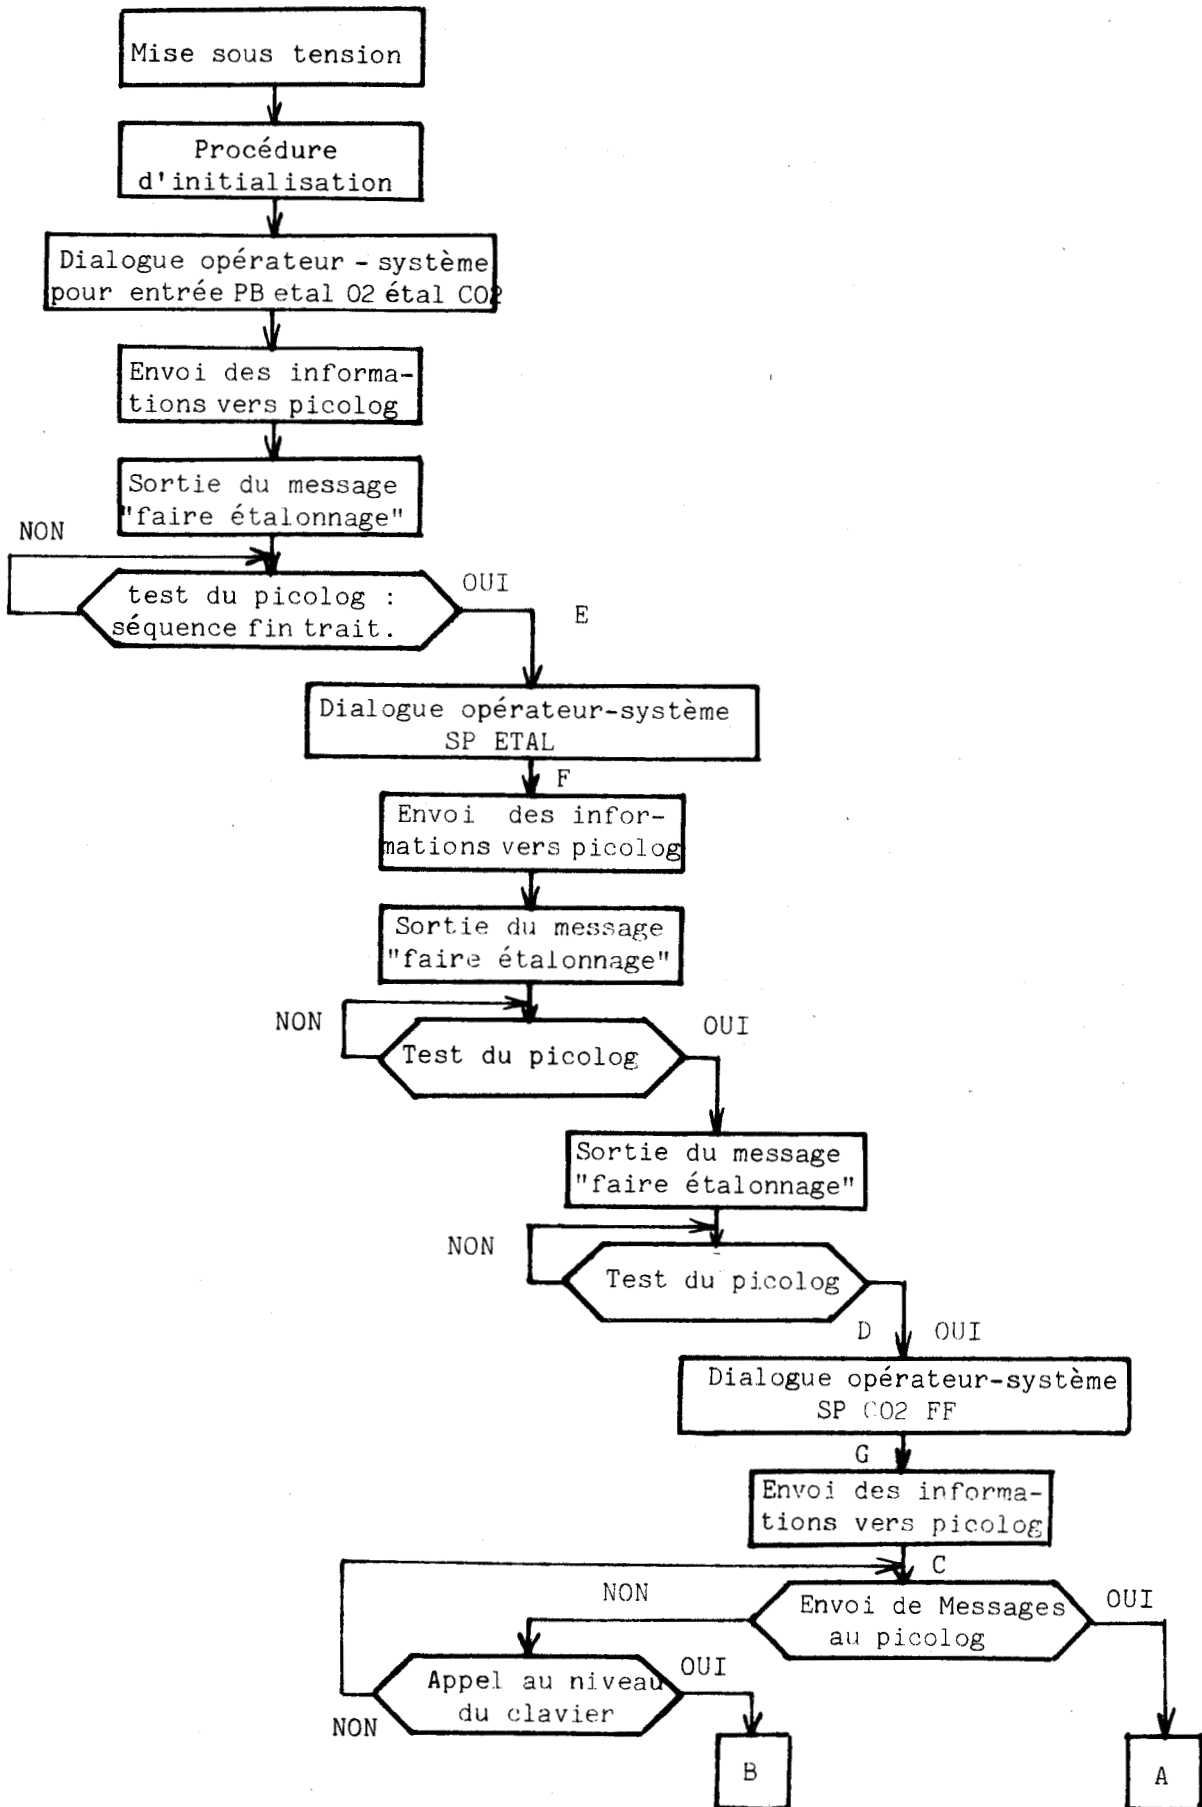 Mise sous tension
Procédure
d'initialisation
Dialogue opérateur - système
pour entrée PB etal O2 étal CO2
Envoi des informa-
tions vers picolog
Sortie du message
"faire étalonnage"
NON
test du picolog :
séquence fin trait.
OUI
E
Dialogue opérateur-système
SP ETAL
F
Envoi des infor-
mations vers picolog
Sortie du message
"faire étalonnage"
NON
Test du picolog
OUI
Sortie du message
"faire étalonnage"
NON
Test du picolog
D
OUI
Dialogue opérateur-système
SP CO2 FF
G
Envoi des informa-
tions vers picolog
C
NON
Envoi de Messages
au picolog
OUI
Appel au niveau
du clavier
OUI
NON
B
A